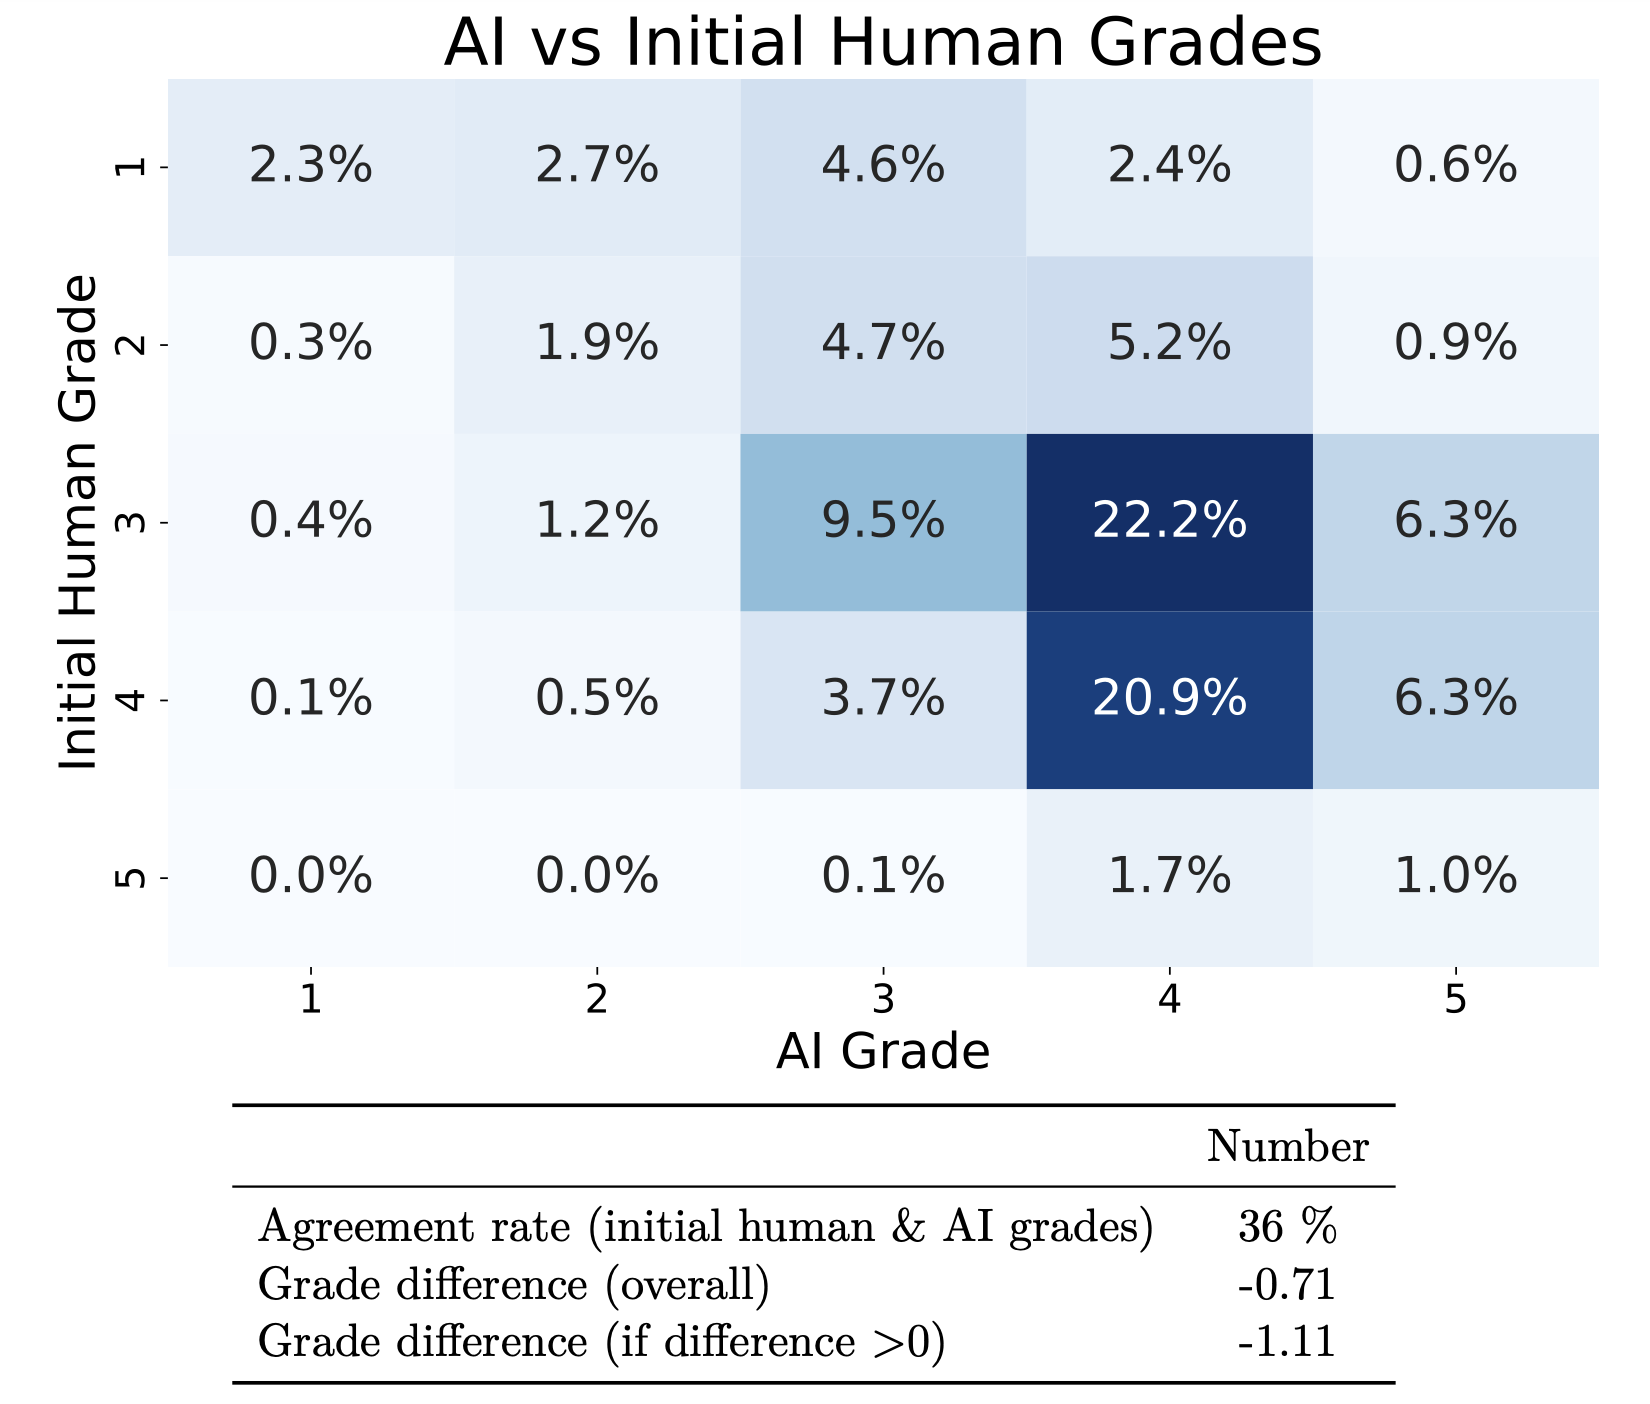 AI vs Initial Human Grades
Initial Human Grade
1 2.3% 2.7% 4.6% 2.4% 0.6%
2 0.3% 1.9% 4.7% 5.2% 0.9%
3 0.4% 1.2% 9.5% 22.2% 6.3%
4 0.1% 0.5% 3.7% 20.9% 6.3%
5 0.0% 0.0% 0.1% 1.7% 1.0%
1 2 3 4 5
AI Grade
Number
Agreement rate (initial human & AI grades) 36 %
Grade difference (overall) -0.71
Grade difference (if difference >0) -1.11